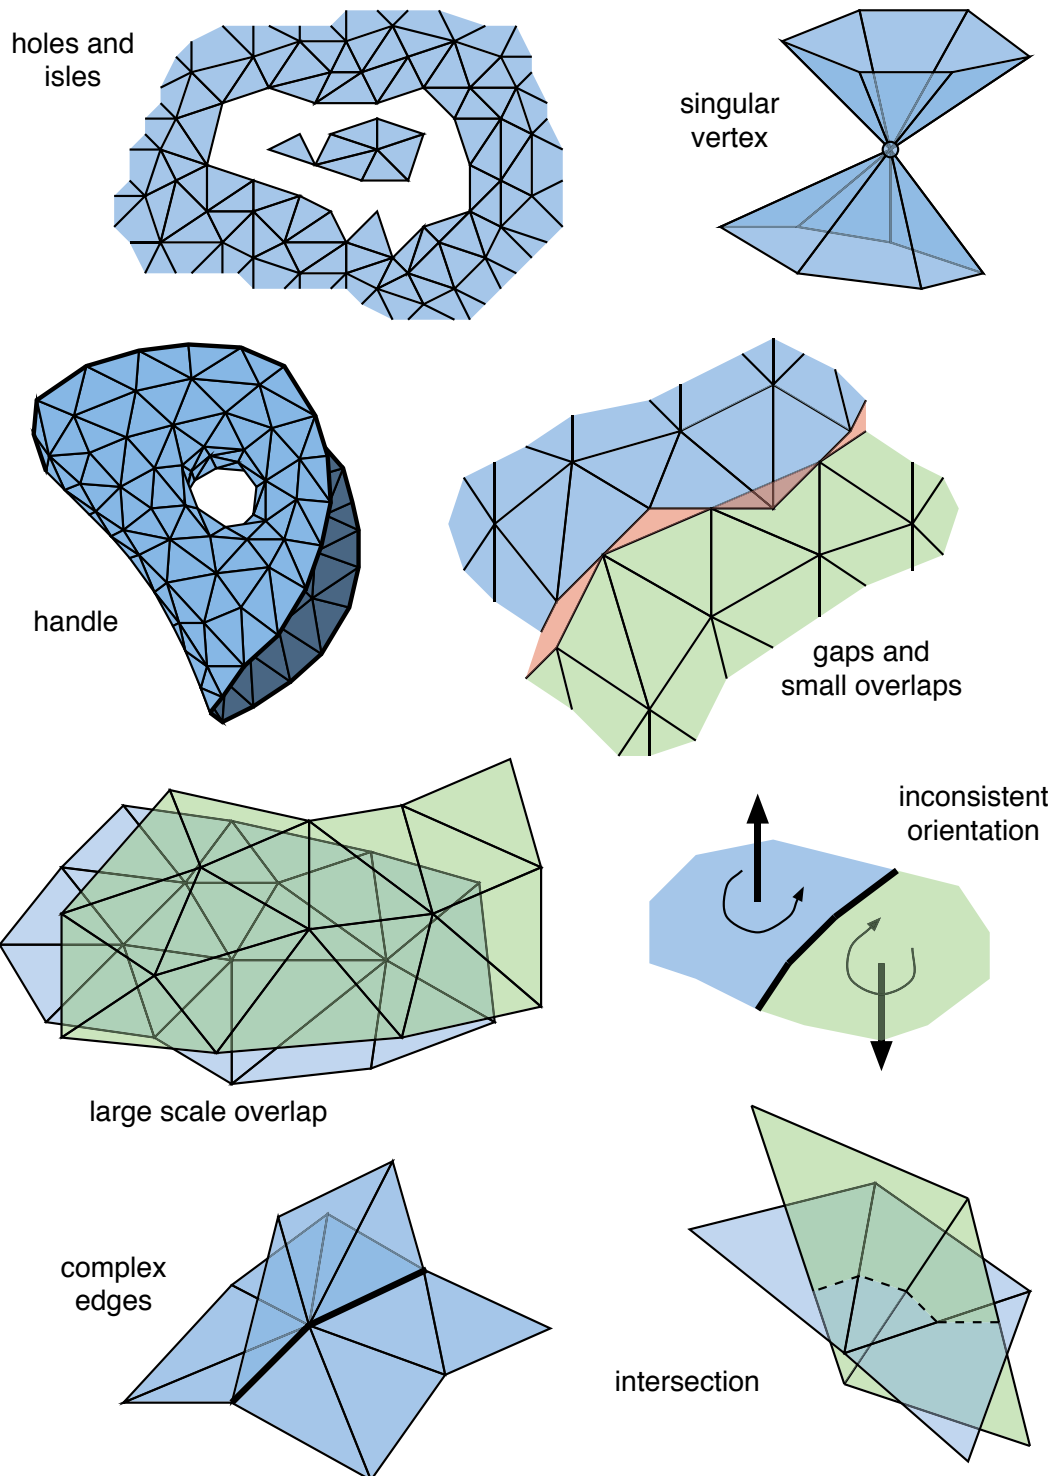 holes and
isles
singular
vertex
handle
gaps and
small overlaps
inconsistent
orientation
large scale overlap
complex
edges
intersection